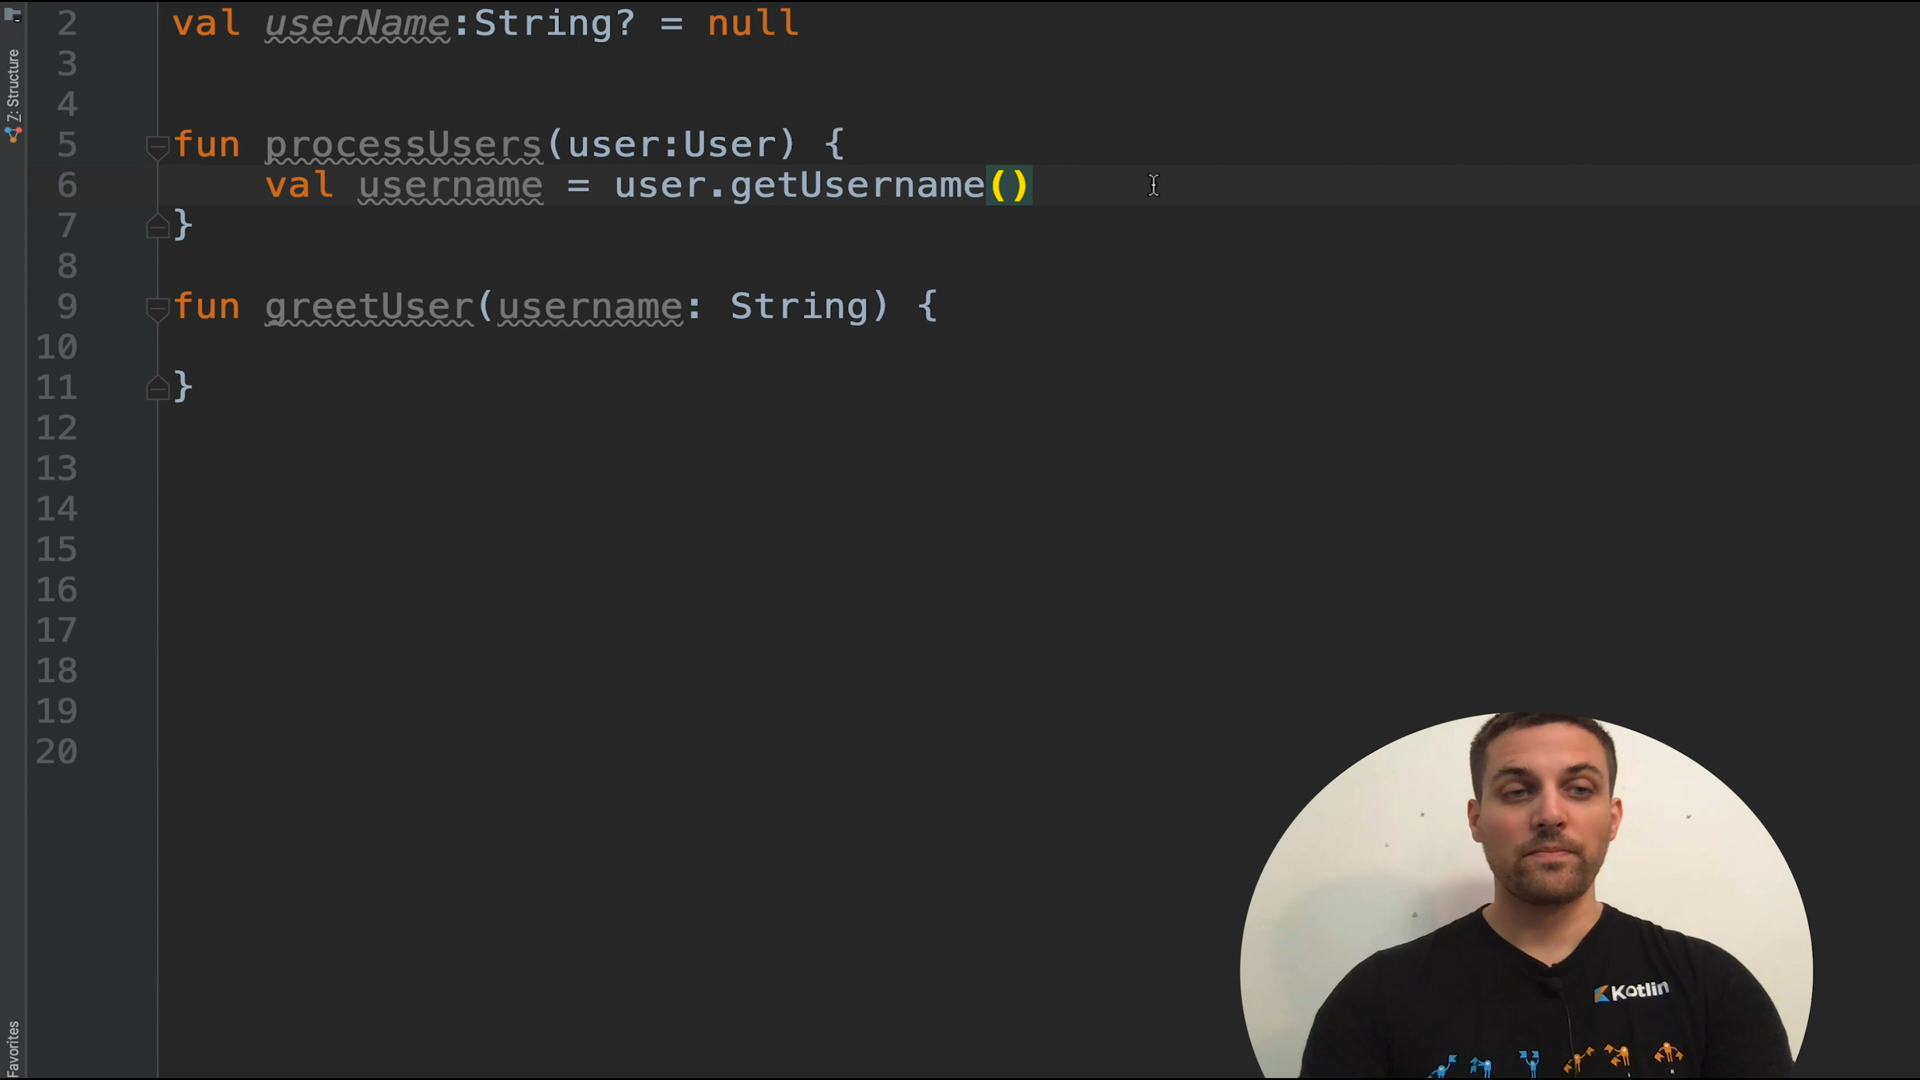 2 val userName:String? = null
3
4
5 fun processUsers(user:User) {
6     val username = user.getUsername()
7 }
8
9 fun greetUser(username: String) {
10
11 }
12
13
14
15
16
17
18
19
20
Z: Structure
Favorites
Kotlin